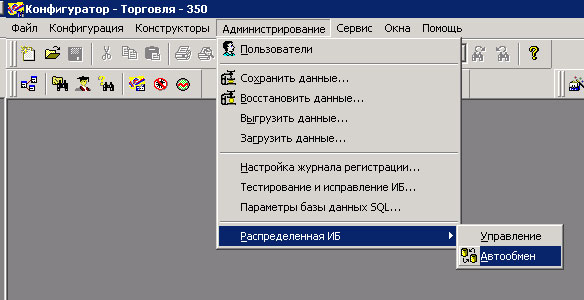 Конфигуратор - Торговля - 350
Файл Конфигурация Конструкторы Администрирование Сервис Окна Помощь
Пользователи
Сохранить данные...
Восстановить данные...
Выгрузить данные...
Загрузить данные...
Настройка журнала регистрации...
Тестирование и исправление ИБ...
Параметры базы данных SQL...
Распределенная ИБ
Управление
Автообмен